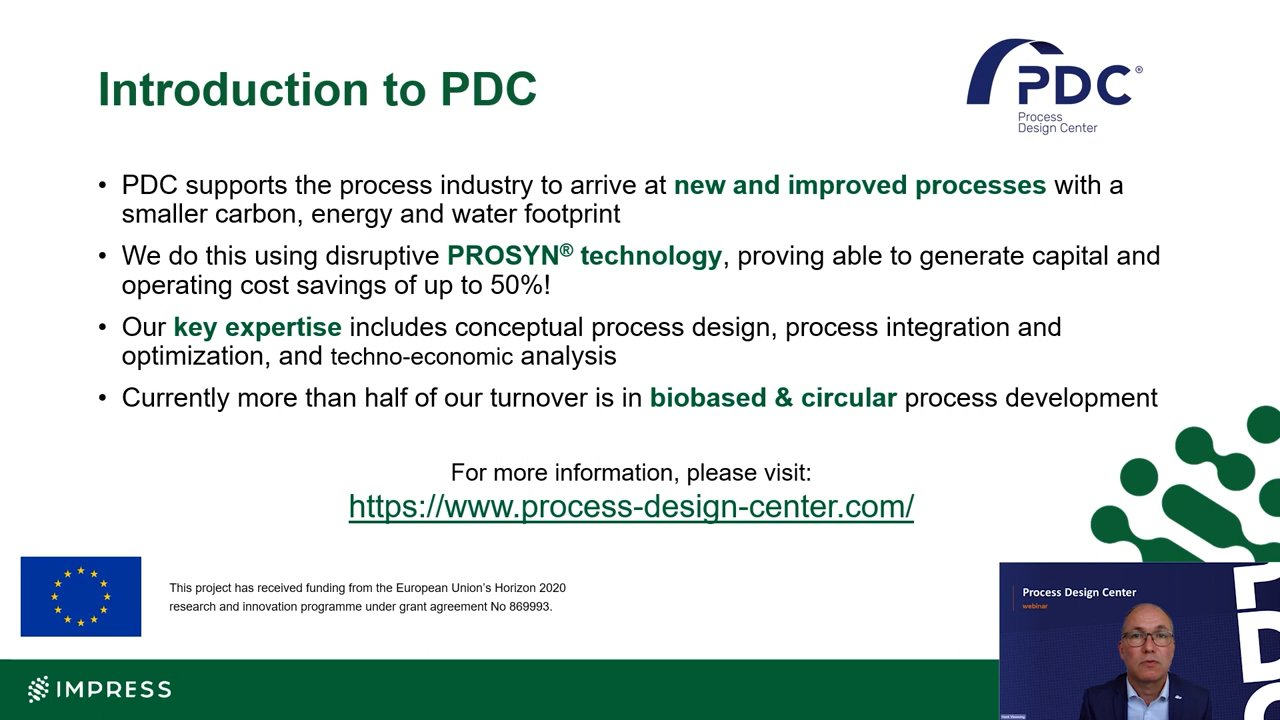 Introduction to PDC
PDC®
Process
Design Center
• PDC supports the process industry to arrive at new and improved processes with a
smaller carbon, energy and water footprint
• We do this using disruptive PROSYN® technology, proving able to generate capital and
operating cost savings of up to 50%!
• Our key expertise includes conceptual process design, process integration and
optimization, and techno-economic analysis
• Currently more than half of our turnover is in biobased & circular process development
For more information, please visit:
https://www.process-design-center.com/
This project has received funding from the European Union’s Horizon 2020
research and innovation programme under grant agreement No 869993.
Process Design Center
webinar
IMPRESS